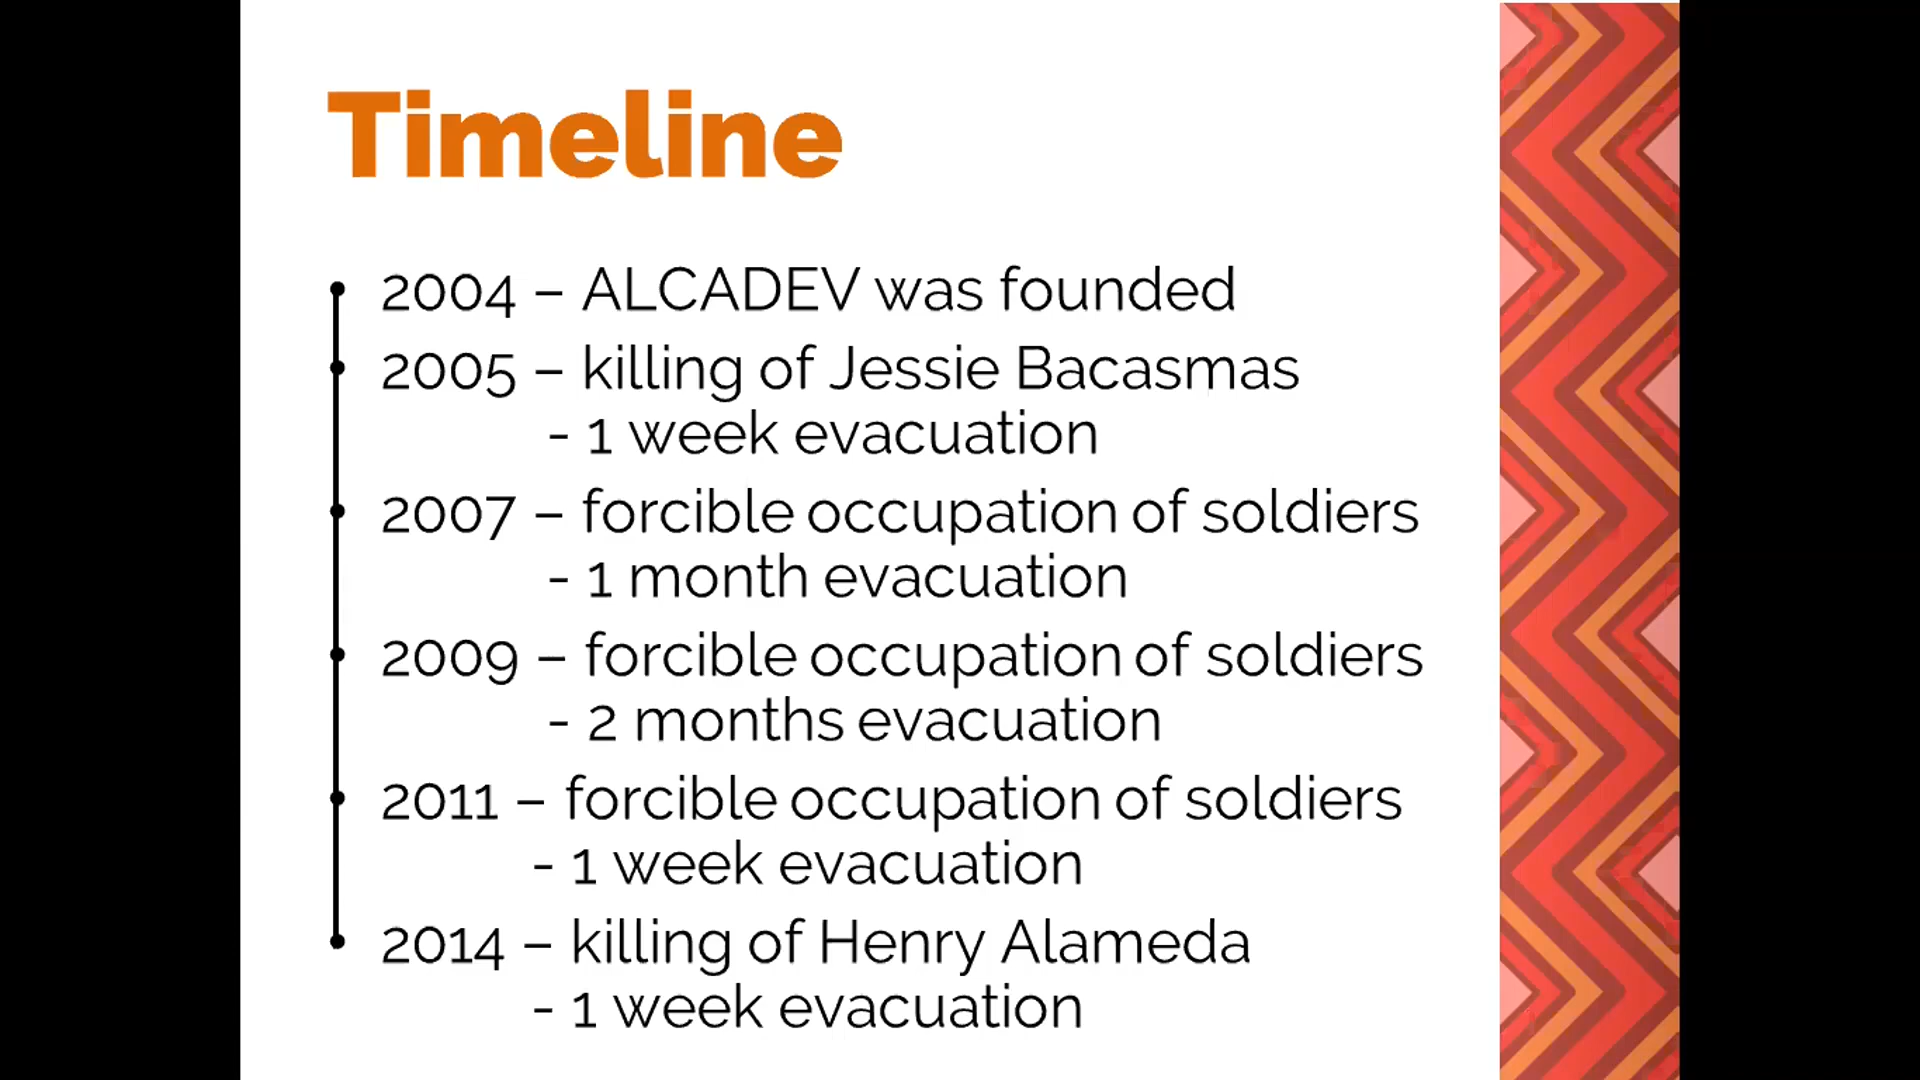 Timeline
2004 – ALCADEV was founded
2005 – killing of Jessie Bacasmas
- 1 week evacuation
2007 – forcible occupation of soldiers
- 1 month evacuation
2009 – forcible occupation of soldiers
- 2 months evacuation
2011 – forcible occupation of soldiers
- 1 week evacuation
2014 – killing of Henry Alameda
- 1 week evacuation